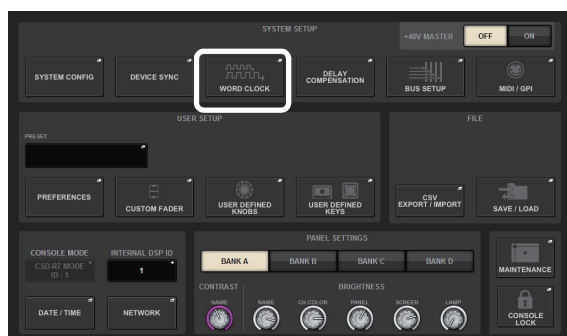 SYSTEM SETUP
+48V MASTER
OFF
ON
SYSTEM CONFIG
DEVICE SYNC
WORD CLOCK
DELAY
COMPENSATION
BUS SETUP
MIDI / GPI
USER SETUP
FILE
PRESET
PREFERENCES
CUSTOM FADER
USER DEFINED
KNOBS
USER DEFINED
KEYS
CSV
EXPORT / IMPORT
SAVE / LOAD
PANEL SETTINGS
CONSOLE MODE
INTERNAL DSP ID
CSD-R7 MODE
ID : 1
1
BANK A
BANK B
BANK C
BANK D
MAINTENANCE
CONTRAST
BRIGHTNESS
NAME
NAME
CH COLOR
PANEL
SCREEN
LAMP
DATE / TIME
NETWORK
CONSOLE
LOCK